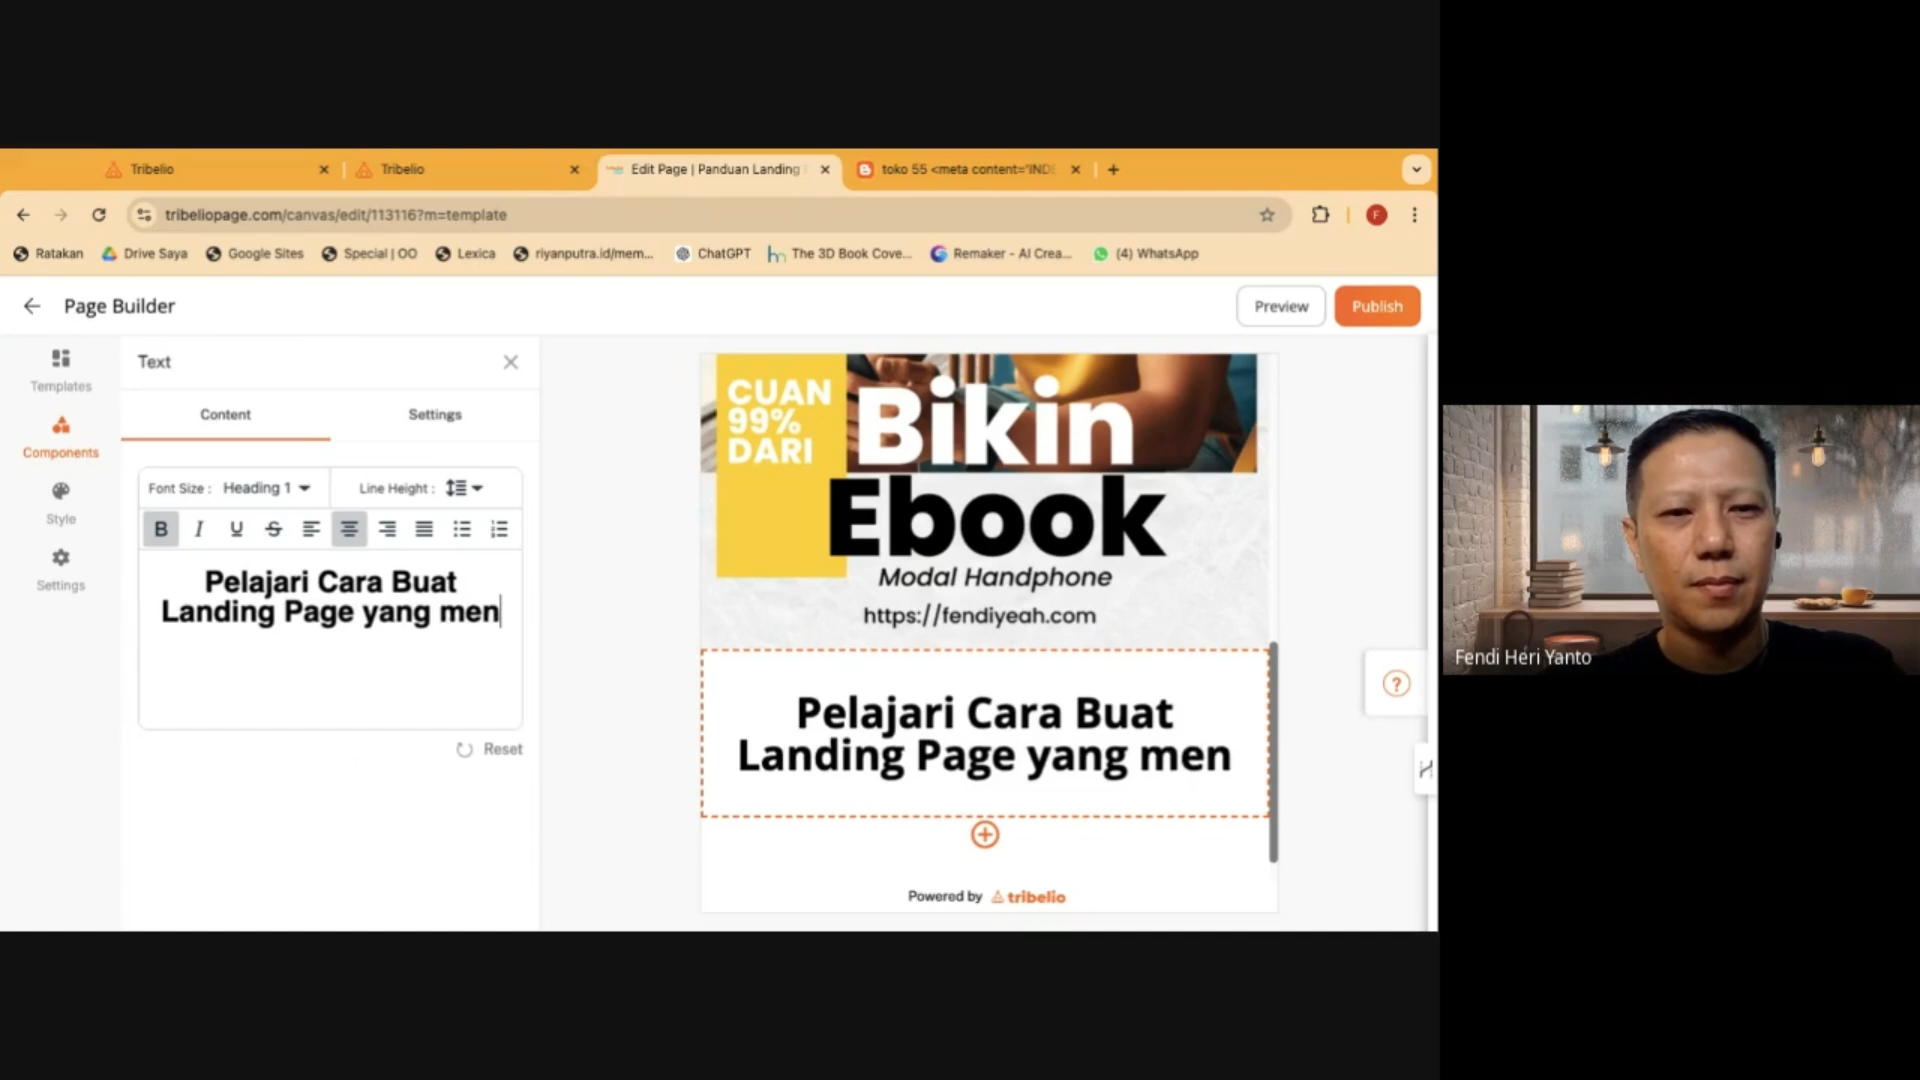 Tribelio
Tribelio
Edit Page | Panduan Landing
toko 55 <meta content="IND
tribeliopage.com/canvas/edit/113116?m=template
F
Ratakan
Drive Saya
Google Sites
Special | OO
Lexica
riyanputra.id/mem...
ChatGPT
The 3D Book Cove...
Remaker - AI Crea...
(4) WhatsApp
Page Builder
Preview
Publish
Templates
Components
Style
Settings
Text
Content
Settings
Font Size :
Heading 1
Line Height :
B I U S
Pelajari Cara Buat
Landing Page yang men
Reset
CUAN
99%
DARI
Bikin
Ebook
Modal Handphone
https://fendiyeah.com
Pelajari Cara Buat
Landing Page yang men
Powered by tribelio
?
Fendi Heri Yanto